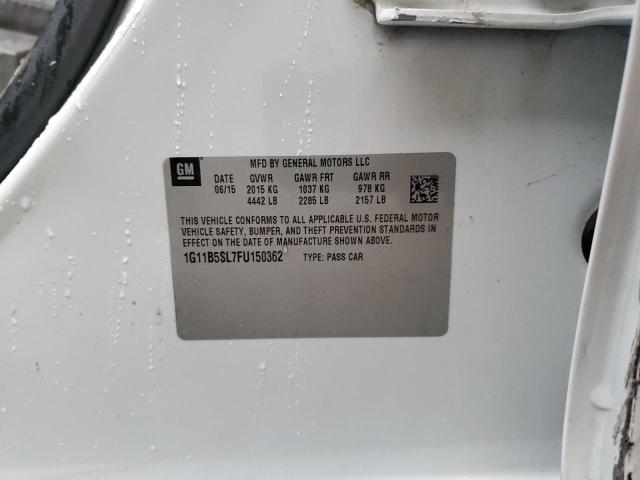 GM
MFD BY GENERAL MOTORS LLC
DATE GVWR GAWR FRT GAWR RR
06/15 2015 KG 1037 KG 978 KG
4442 LB 2285 LB 2157 LB
THIS VEHICLE CONFORMS TO ALL APPLICABLE U.S. FEDERAL MOTOR
VEHICLE SAFETY, BUMPER, AND THEFT PREVENTION STANDARDS IN
EFFECT ON THE DATE OF MANUFACTURE SHOWN ABOVE.
1G11B5SL7FU150362 TYPE: PASS CAR